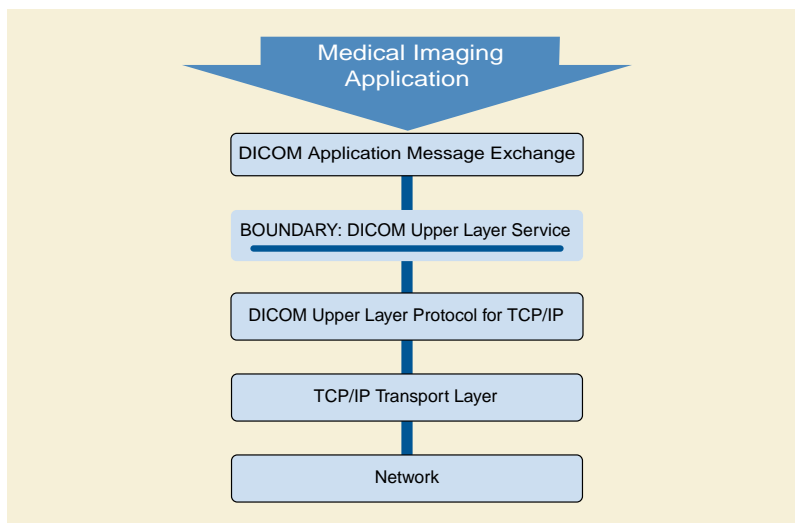 Medical Imaging
Application
DICOM Application Message Exchange
BOUNDARY: DICOM Upper Layer Service
DICOM Upper Layer Protocol for TCP/IP
TCP/IP Transport Layer
Network